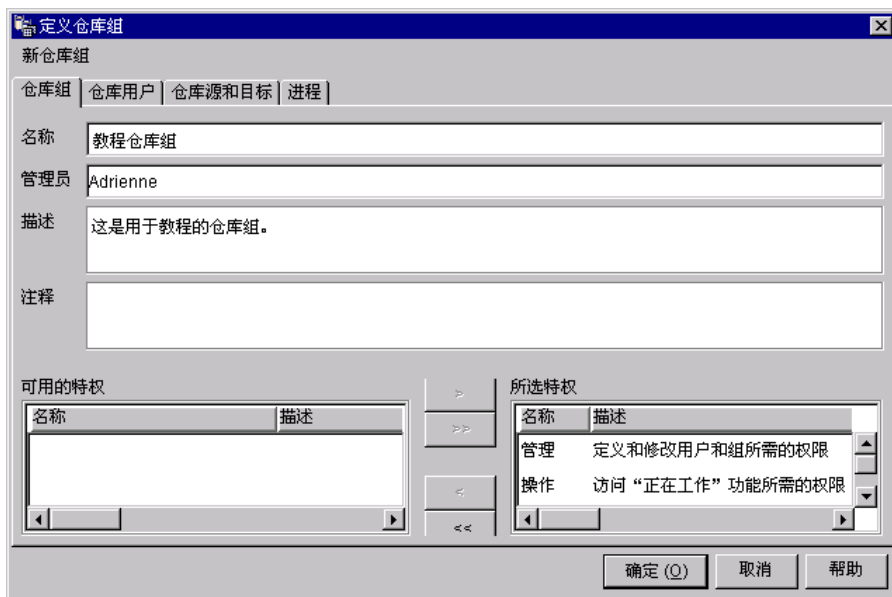 定义仓库组
新仓库组
仓库组 仓库用户 仓库源和目标 进程
名称 教程仓库组
管理员 Adrienne
描述 这是用于教程的仓库组。
注释
可用的特权
名称 描述
>
>>
<
<<
所选特权
名称 描述
管理 定义和修改用户和组所需的权限
操作 访问“正在工作”功能所需的权限
确定(O) 取消 帮助